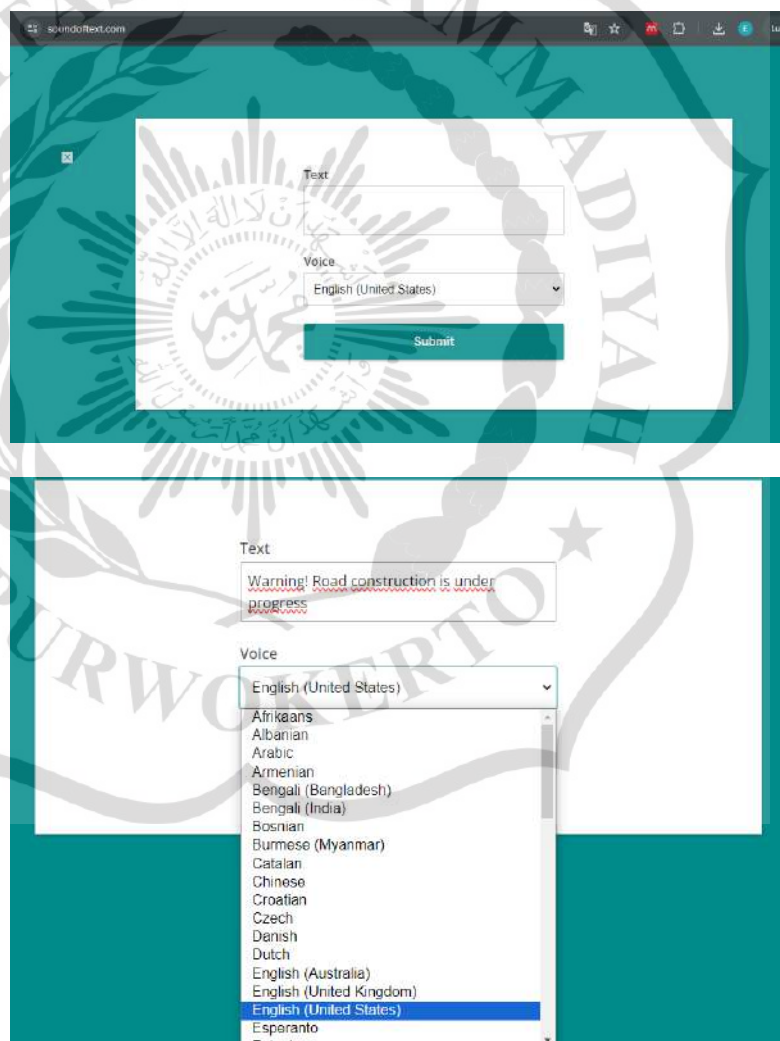 soundoftext.com
Text
Voice
English (United States)
Submit
Text
Warning! Road construction is under
progress
Voice
English (United States)
Afrikaans
Albanian
Arabic
Armenian
Bengali (Bangladesh)
Bengali (India)
Bosnian
Burmese (Myanmar)
Catalan
Chinese
Croatian
Czech
Danish
Dutch
English (Australia)
English (United Kingdom)
English (United States)
Esperanto
PURWOKERTO